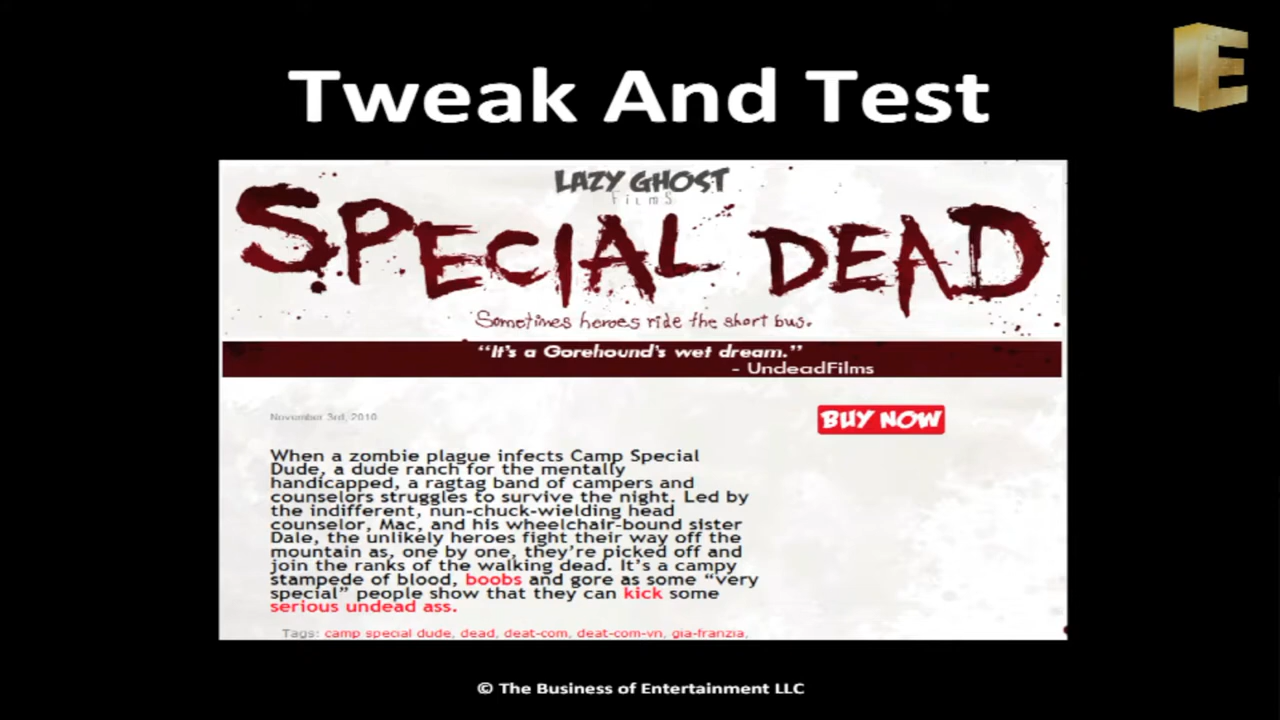 Tweak And Test
E
LAZY GHOST
FiLmS
SPECIAL DEAD
Sometimes heroes ride the short bus.
“It’s a Gorehound’s wet dream.”
- UndeadFilms
November 3rd, 2010
BUY NOW
When a zombie plague infects Camp Special
Dude, a dude ranch for the mentally
handicapped, a ragtag band of campers and
counselors struggles to survive the night. Led by
the indifferent, nun-chuck-wielding head
counselor, Mac, and his wheelchair-bound sister
Dale, the unlikely heroes fight their way off the
mountain as, one by one, they’re picked off and
join the ranks of the walking dead. It’s a campy
stampede of blood, boobs and gore as some “very
special” people show that they can kick some
serious undead ass.
Tags: camp special dude, dead, deat-com, deat-com-vn, gia-franzia,
© The Business of Entertainment LLC